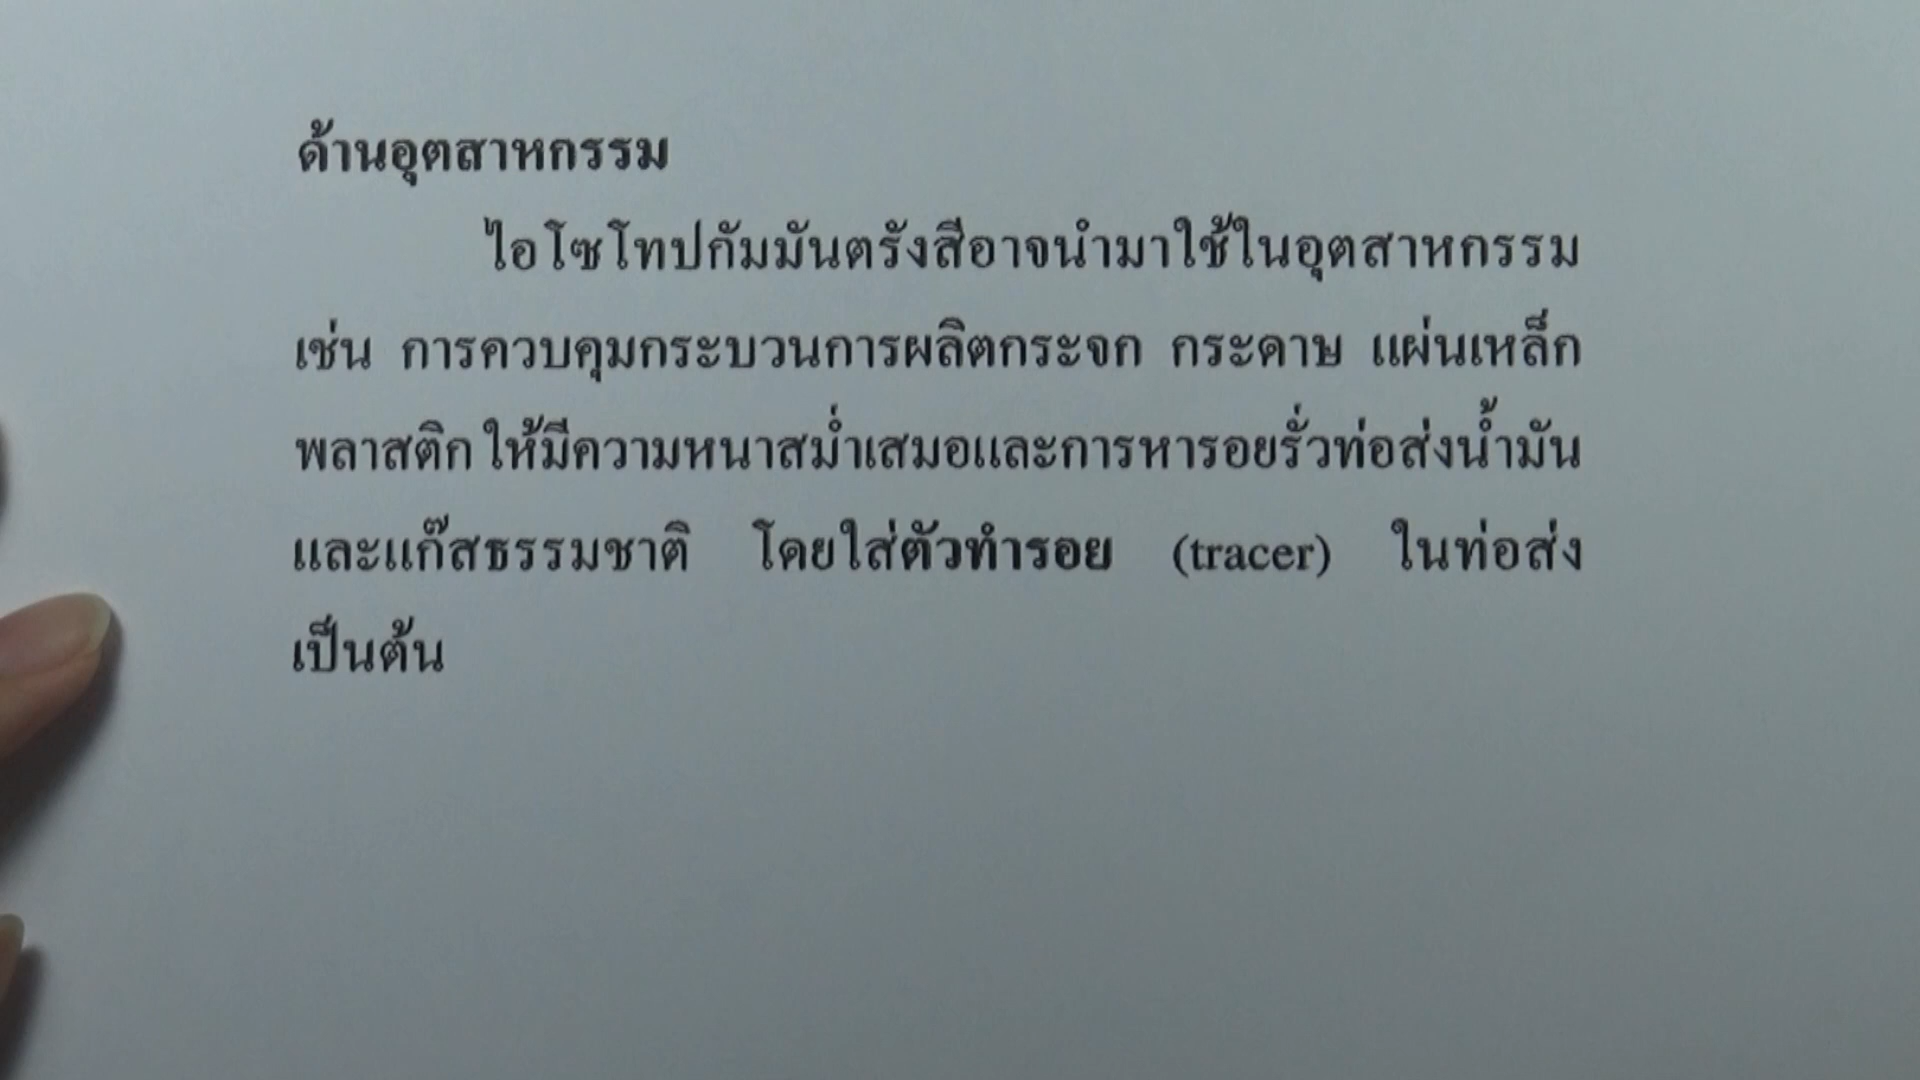 ด้านอุตสาหกรรม
ไอโซโทปกัมมันตรังสีอาจนำมาใช้ในอุตสาหกรรม
เช่น การควบคุมกระบวนการผลิตกระจก กระดาษ แผ่นเหล็ก
พลาสติก ให้มีความหนาสม่ำเสมอและการหารอยรั่วท่อส่งน้ำมัน
และแก๊สธรรมชาติ โดยใส่ตัวทำรอย (tracer) ในท่อส่ง
เป็นต้น